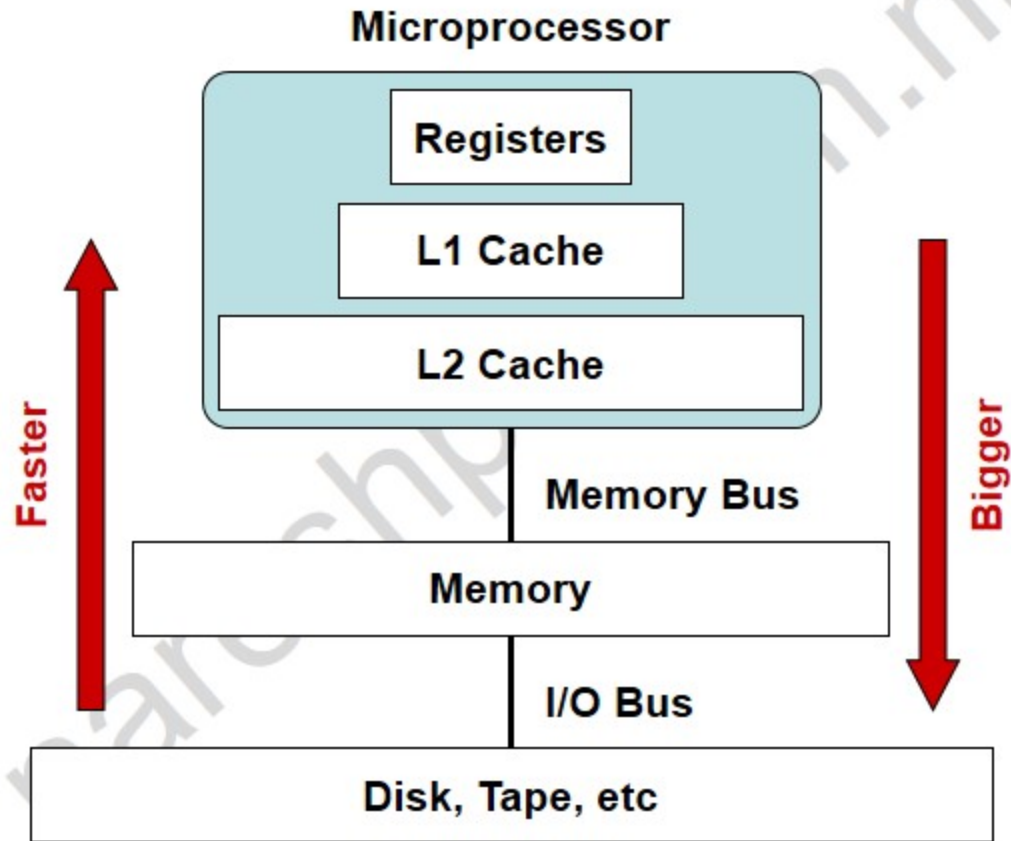 Microprocessor
Registers
L1 Cache
L2 Cache
Faster
Bigger
Memory Bus
Memory
I/O Bus
Disk, Tape, etc